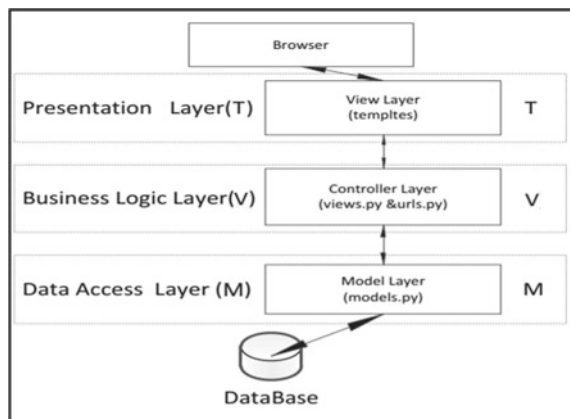 Browser
Presentation Layer(T)
View Layer
(templtes)
T
Business Logic Layer(V)
Controller Layer
(views.py &urls.py)
V
Data Access Layer (M)
Model Layer
(models.py)
M
DataBase